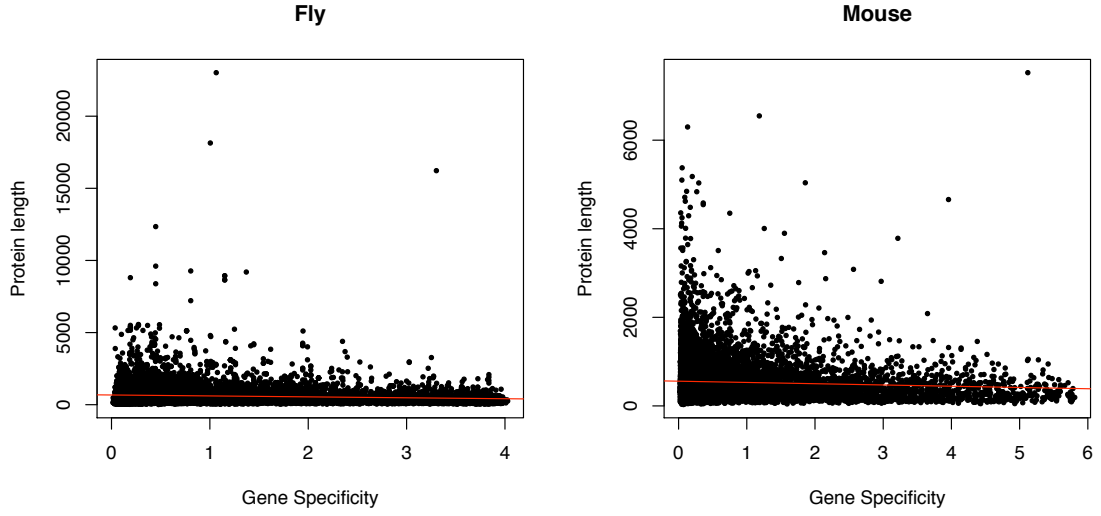 Fly
Protein length
20000
15000
10000
5000
0
0 1 2 3 4
Gene Specificity
Mouse
Protein length
6000
4000
2000
0
0 1 2 3 4 5 6
Gene Specificity